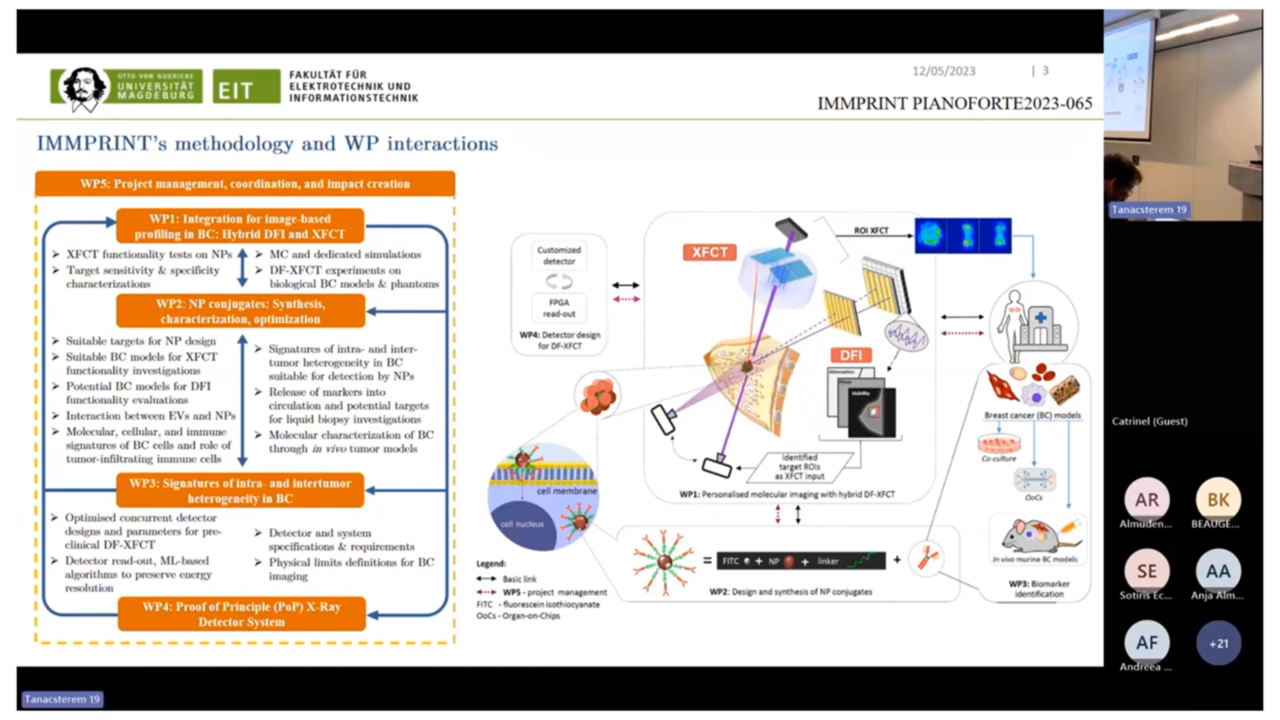 OTTO VON GUERICKE
UNIVERSITÄT
MAGDEBURG
EIT
FAKULTÄT FÜR
ELEKTROTECHNIK UND
INFORMATIONSTECHNIK
12/05/2023 | 3
IMMPRINT PIANOFORTE2023-065
IMMPRINT's methodology and WP interactions
WP5: Project management, coordination, and impact creation
WP1: Integration for image-based
profiling in BC: Hybrid DFI and XFCT
XFCT functionality tests on NPs
Target sensitivity & specificity
characterizations
MC and dedicated simulations
DF-XFCT experiments on
biological BC models & phantoms
WP2: NP conjugates: Synthesis,
characterization, optimization
Suitable targets for NP design
Suitable BC models for XFCT
functionality investigations
Potential BC models for DFI
functionality evaluations
Interaction between EVs and NPs
Molecular, cellular, and immune
signatures of BC cells and role of
tumor-infiltrating immune cells
Signatures of intra- and inter-
tumor heterogeneity in BC
suitable for detection by NPs
Release of markers into
circulation and potential targets
for liquid biopsy investigations
Molecular characterization of BC
through in vivo tumor models
WP3: Signatures of intra- and intertumor
heterogeneity in BC
Optimised concurrent detector
designs and parameters for pre-
clinical DF-XFCT
Detector read-out, ML-based
algorithms to preserve energy
resolution
Detector and system
specifications & requirements
Physical limits definitions for BC
imaging
WP4: Proof of Principle (PoP) X-Ray
Detector System
Customized
detector
FPGA
read-out
WP4: Detector design
for DF-XFCT
XFCT
ROI XFCT
DFI
Attenuation
Phase
Visibility
Identified
target ROIs
as XFCT input
WP1: Personalised molecular imaging with hybrid DF-XFCT
cell membrane
cell nucleus
Legend:
Basic link
WP5 - project management
FITC - fluorescein isothiocyanate
OoCs - Organ-on-Chips
= FITC + NP + linker +
WP2: Design and synthesis of NP conjugates
Breast cancer (BC) models
Co-culture
OoCs
In vivo murine BC models
WP3: Biomarker
identification
Tanacsterem 19
Catrinel (Guest)
AR
Almuden...
BK
BEAUGE...
SE
Sotiris Ec...
AA
Anja Alm...
AF
Andreea ...
+21
Tanacsterem 19